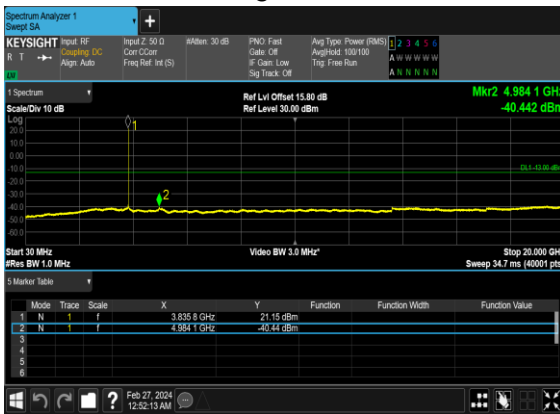 Spectrum Analyzer 1
Swept SA
+
KEYSIGHT Input: RF Input Z: 50 Ω #Atten: 30 dB PNO: Fast Avg Type: Power (RMS) 1 2 3 4 5 6
R T Coupling: DC Corr CCorr Gate: Off Avg|Hold: 100/100 A W W W W W
Align: Auto Freq Ref: Int (S) IF Gain: Low Trig: Free Run
Sig Track: Off A N N N N N
1 Spectrum
Ref Lvl Offset 15.80 dB Mkr2 4.984 1 GHz
Scale/Div 10 dB Ref Level 30.00 dBm -40.442 dBm
Log
1
20.0
10.0
0.00
-10.0
DL1 -13.00 dBm
-20.0
-30.0
2
-40.0
-50.0
-60.0
Start 30 MHz Video BW 3.0 MHz* Stop 20.000 GHz
#Res BW 1.0 MHz Sweep 34.7 ms (40001 pts)
5 Marker Table
Mode Trace Scale X Y Function Function Width Function Value
1 N 1 f 3.835 8 GHz 21.15 dBm
2 N 1 f 4.984 1 GHz -40.44 dBm
3
4
5
6
? Feb 27, 2024
12:52:13 AM